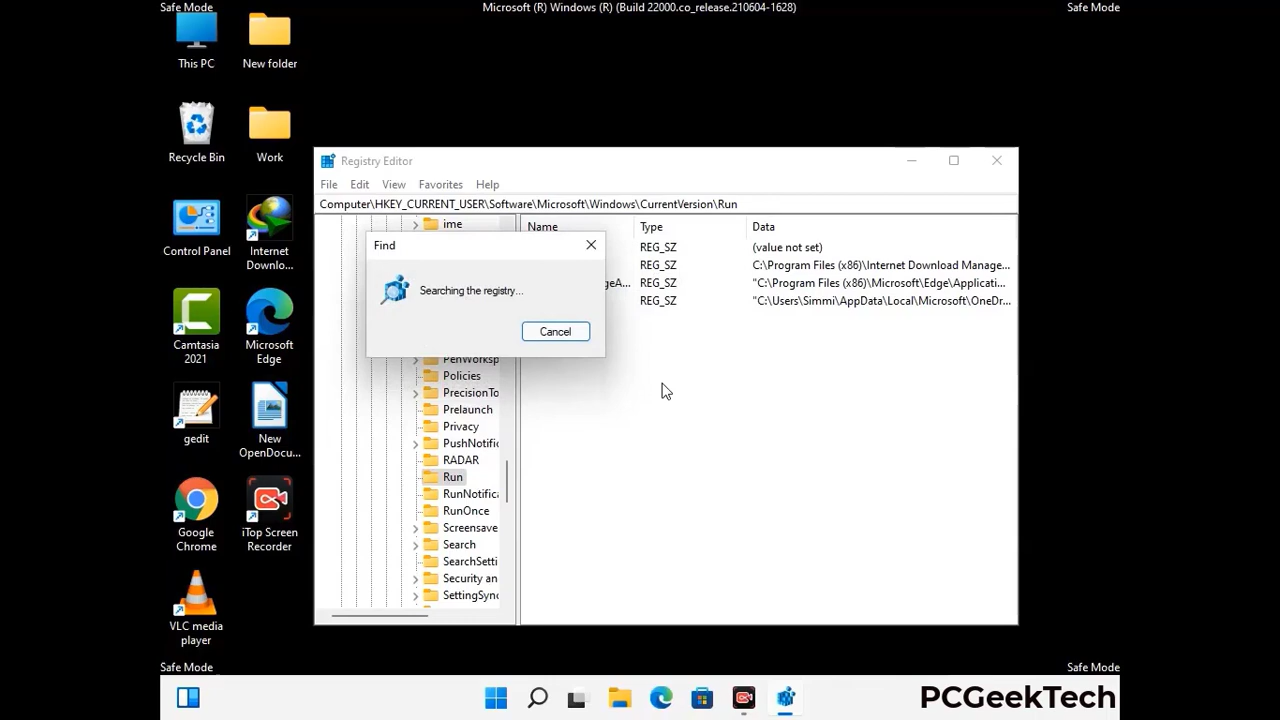 Safe Mode
Microsoft (R) Windows (R) (Build 22000.co_release.210604-1628)
Safe Mode
This PC
New folder
Recycle Bin
Work
Control Panel
Internet
Downlo...
Camtasia
2021
Microsoft
Edge
gedit
New
OpenDocu...
Google
Chrome
iTop Screen
Recorder
VLC media
player
Registry Editor
File Edit View Favorites Help
Computer\HKEY_CURRENT_USER\Software\Microsoft\Windows\CurrentVersion\Run
ime
Find
Searching the registry...
Cancel
PenWorksp
Policies
PrecisionTo
Prelaunch
Privacy
PushNotific
RADAR
Run
RunNotifica
RunOnce
Screensave
Search
SearchSetti
Security an
SettingSync
Name Type Data
REG_SZ (value not set)
REG_SZ C:\Program Files (x86)\Internet Download Manage...
geA... REG_SZ "C:\Program Files (x86)\Microsoft\Edge\Applicati...
REG_SZ "C:\Users\Simmi\AppData\Local\Microsoft\OneDr...
Safe Mode
Safe Mode
PCGeekTech